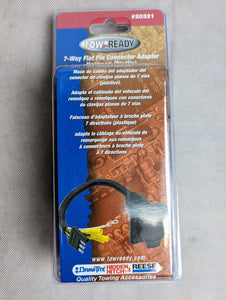 #20321
TOW READY
7-Way Flat Pin Connector Adapter
Harness (Plastic)
Mazo de cables del adaptador del
conector de clavijas planas de 7 vías
(plástico)
Adapta el cableado del vehículo del
remolque a remolques con conectores
de clavijas planas de 7 vías
Faisceau d'adaptateur à broche plate
7 directions (plastique)
adapte le câblage du véhicule de
remorquage aux remorques
à connecteurs à broche plate
à 7 directions
www.towready.com
DRAW-TITE
HIDDEN HITCH
REESE
Quality Towing Accessories